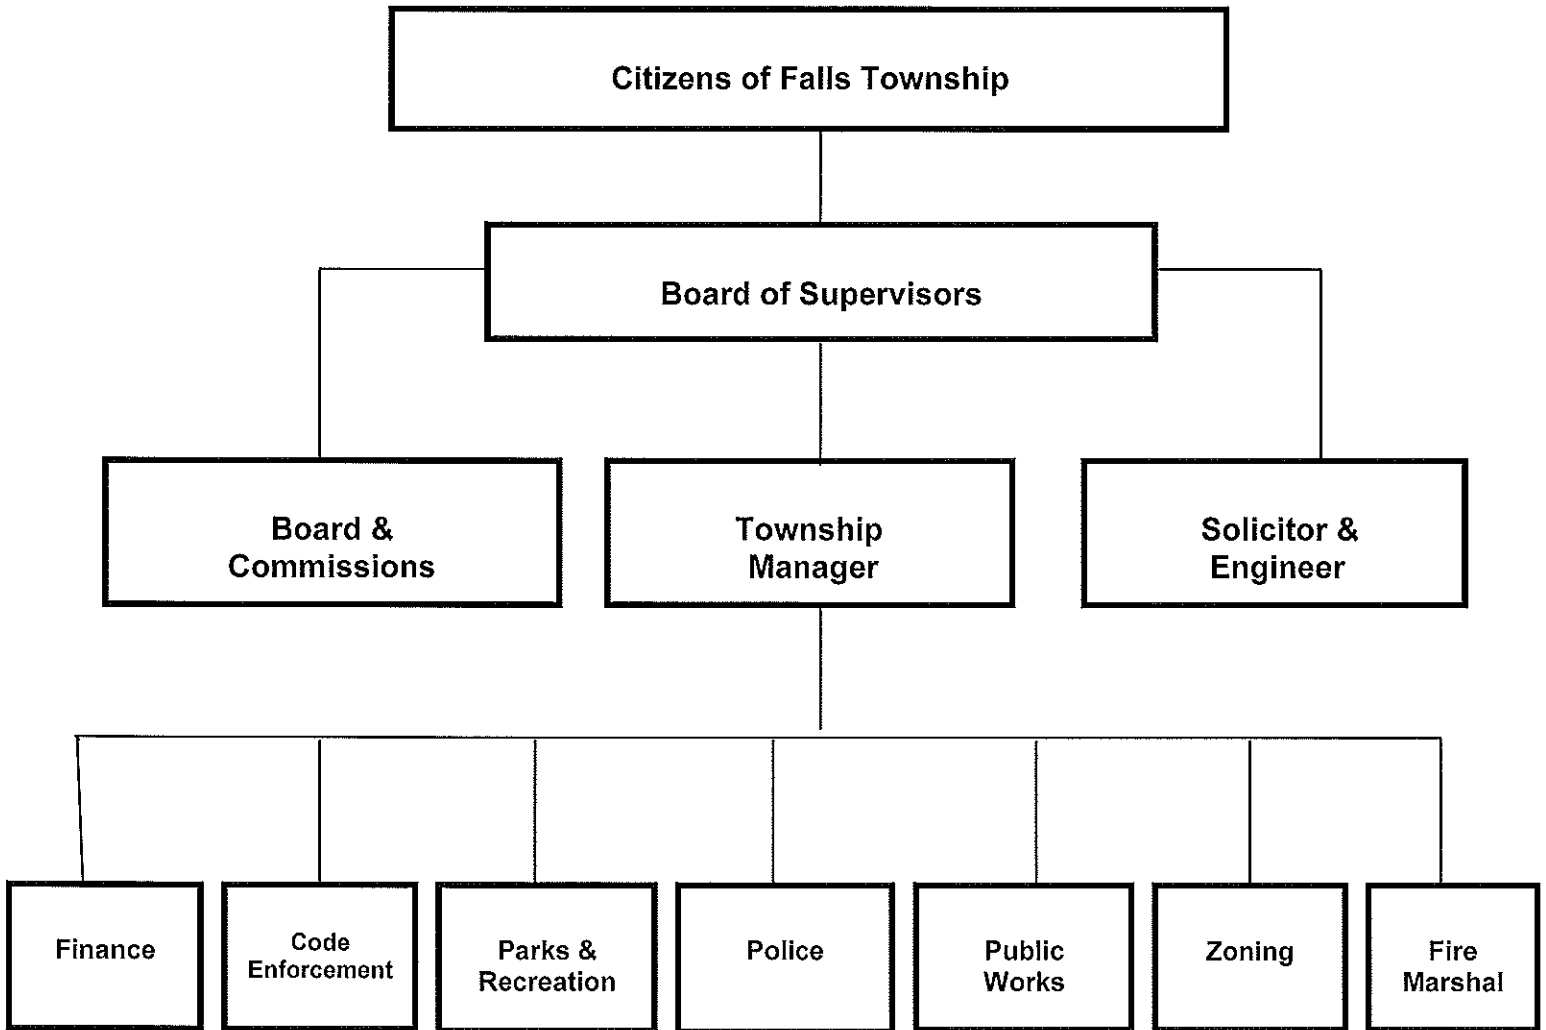 Citizens of Falls Township
Board of Supervisors
Board &
Commissions
Township
Manager
Solicitor &
Engineer
Finance
Code
Enforcement
Parks &
Recreation
Police
Public
Works
Zoning
Fire
Marshal